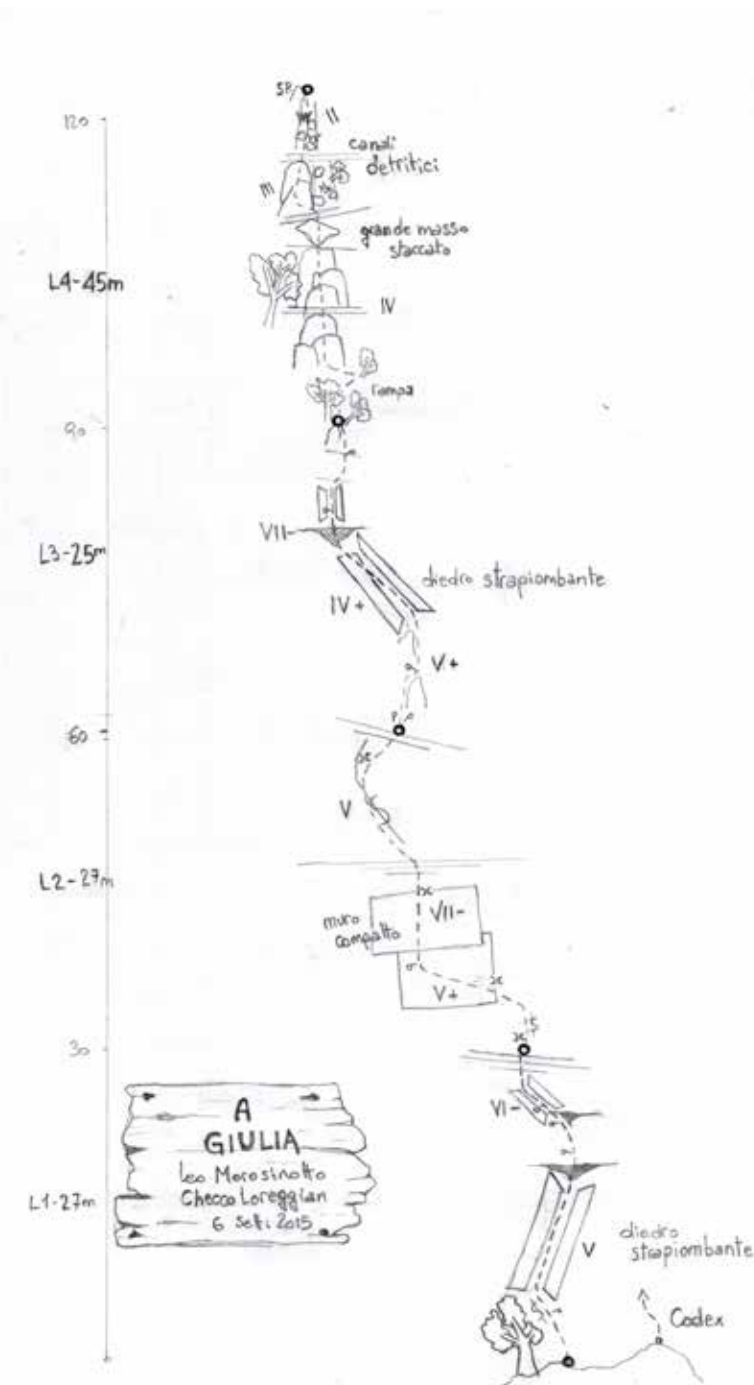 SP/
120
II
canali
detritici
III
grande masso
staccato
L4-45m
IV
rampa
90
VII-
L3-25m
diedro strapiombante
IV+
V+
60
V
L2-27m
VII-
muro
compatto
V+
30
VI-
A
GIULIA
Leo Morosinotto
Checco Loreggian
6 Sett. 2015
L1-27m
V
diedro
strapiombante
Codex